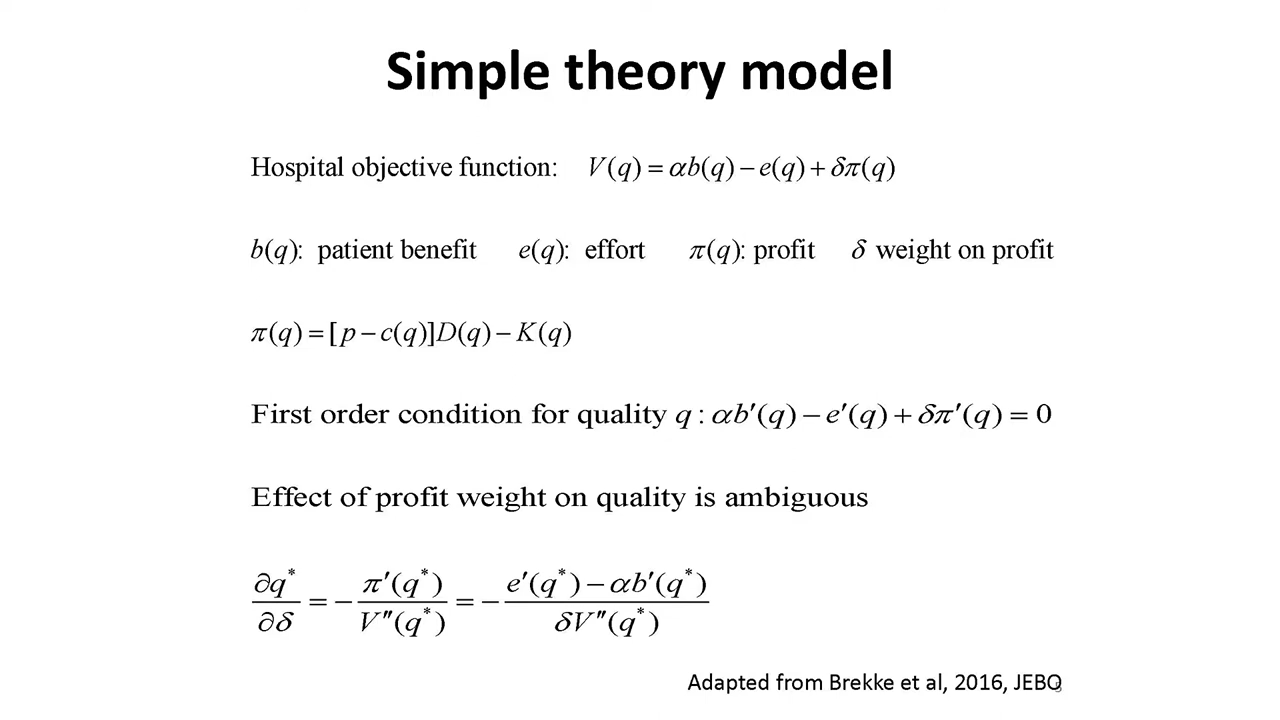 Simple theory model
Hospital objective function: V(q) = αb(q) − e(q) + δπ(q)
b(q): patient benefit e(q): effort π(q): profit δ weight on profit
π(q) = [p − c(q)]D(q) − K(q)
First order condition for quality q : αb′(q) − e′(q) + δπ′(q) = 0
Effect of profit weight on quality is ambiguous
∂q*/∂δ = − π′(q*)/V″(q*) = − e′(q*) − αb′(q*)/δV″(q*)
Adapted from Brekke et al, 2016, JEBO